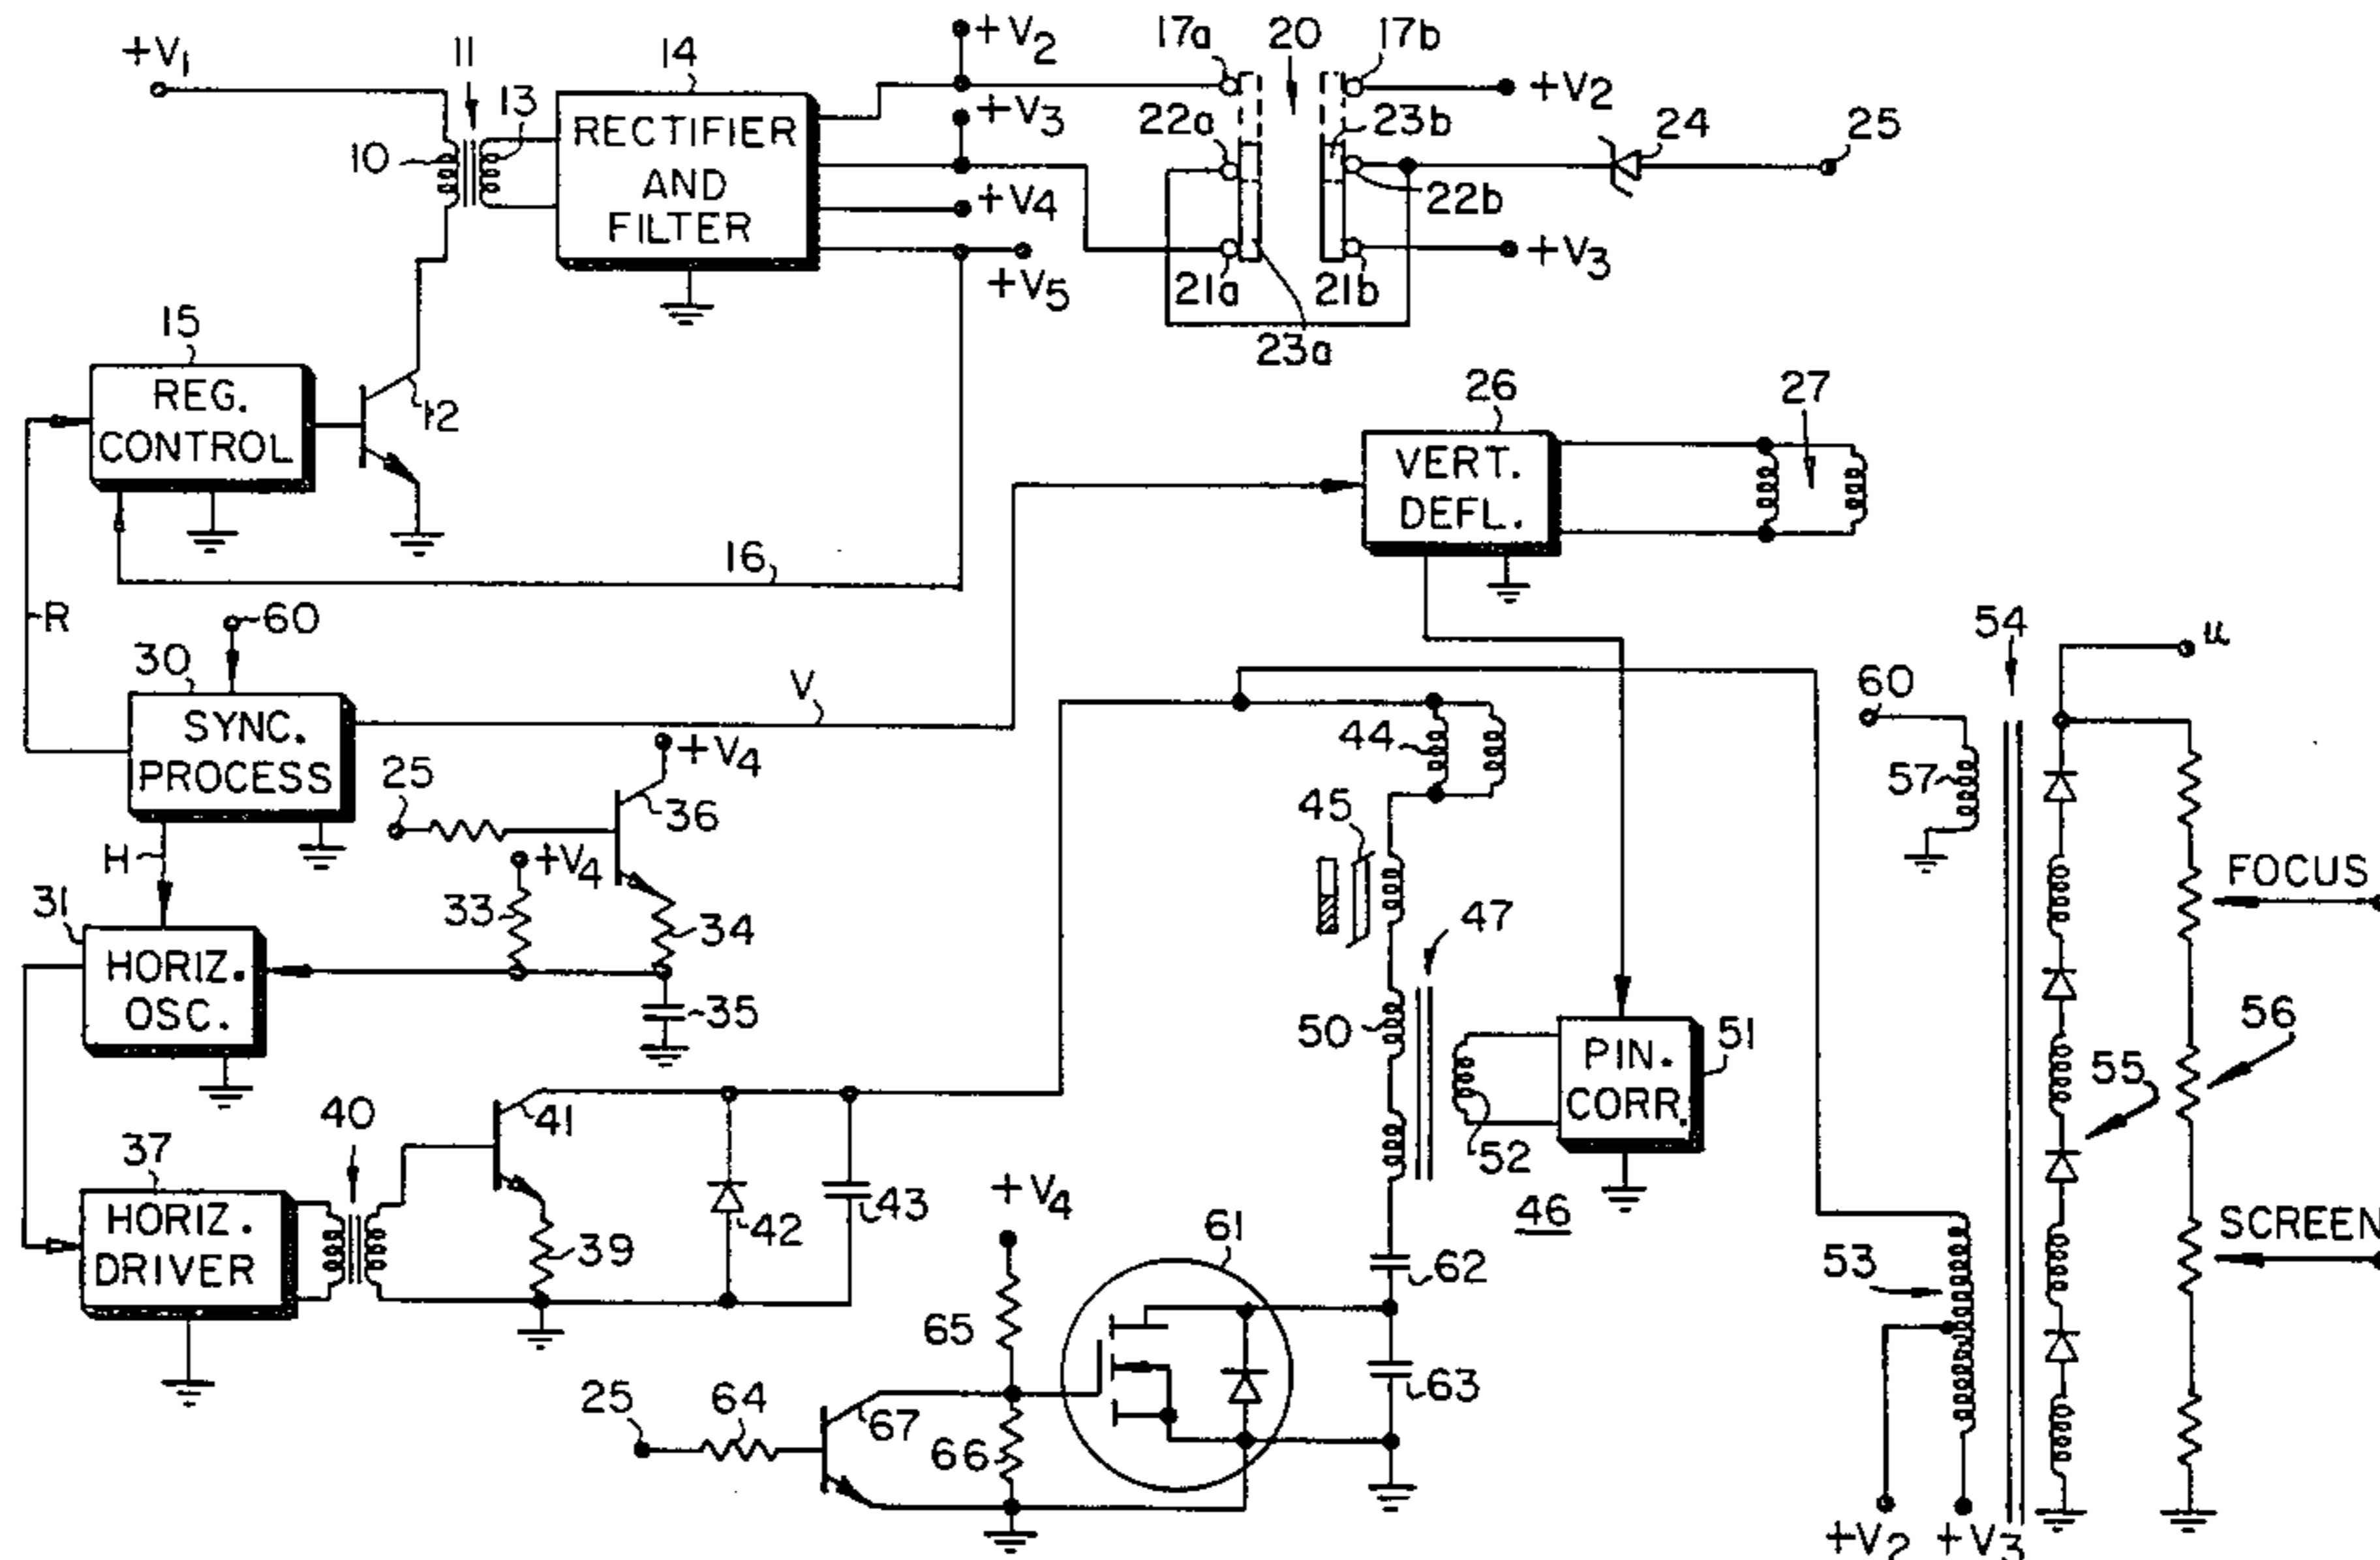 +V1
11
13
10
14
RECTIFIER
AND
FILTER
+V2
+V3
+V4
+V5
17a
20
17b
+V2
22a
23b
24
25
22b
21a
21b
+V3
23a
15
REG.
CONTROL
12
16
R
26
VERT.
DEFL.
27
60
30
SYNC.
PROCESS
V
H
25
+V4
36
+V4
33
34
35
31
HORIZ.
OSC.
37
HORIZ.
DRIVER
40
41
39
42
43
44
45
47
50
51
PIN.
CORR.
52
46
54
u
60
57
FOCUS
55
56
SCREEN
53
+V2
+V3
+V4
61
62
63
65
25
64
67
66